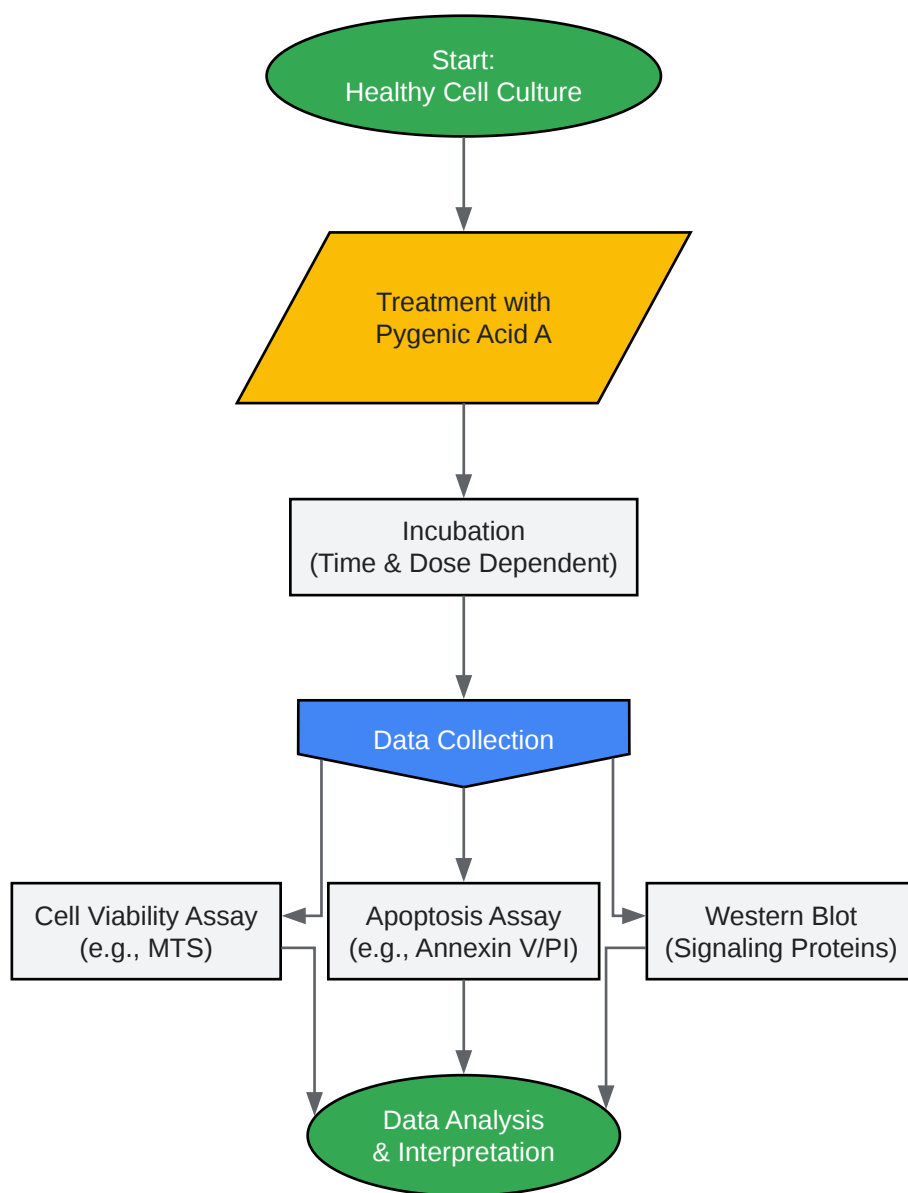 Start:
Healthy Cell Culture
Treatment with
Pygenic Acid A
Incubation
(Time & Dose Dependent)
Data Collection
Cell Viability Assay
(e.g., MTS)
Apoptosis Assay
(e.g., Annexin V/PI)
Western Blot
(Signaling Proteins)
Data Analysis
& Interpretation